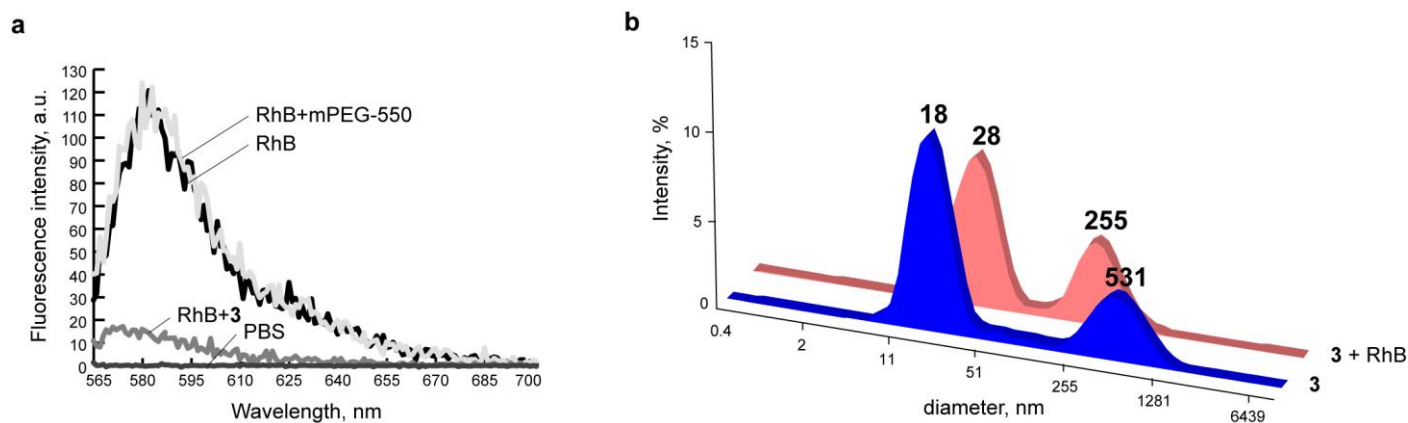 a
Fluorescence intensity, a.u.
130
120
110
100
90
80
70
60
50
40
30
20
10
0
RhB+mPEG-550
RhB
RhB+3
PBS
565 580 595 610 625 640 655 670 685 700
Wavelength, nm
b
Intensity, %
15
10
5
0
18
28
255
531
0.4 2 11 51 255 1281 6439
diameter, nm
3 + RhB
3